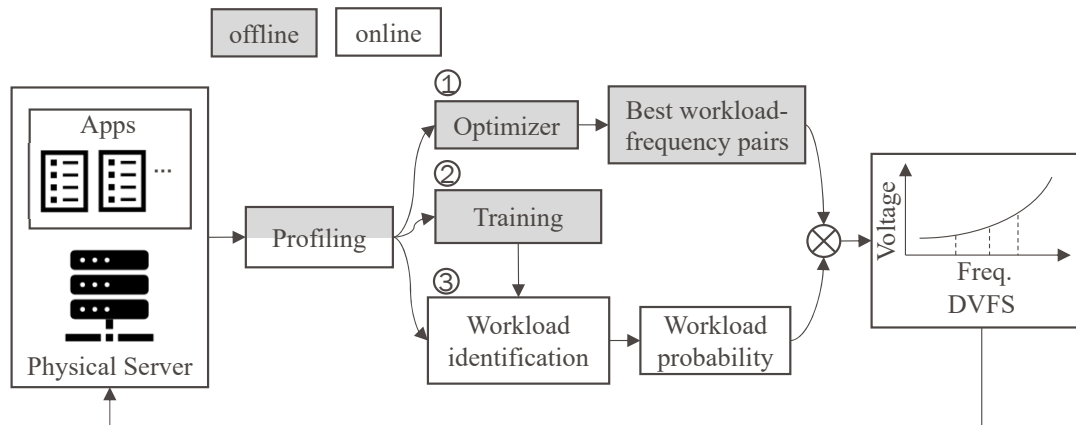 offline
online
Apps
...
Physical Server
Profiling
①
Optimizer
Best workload-
frequency pairs
②
Training
③
Workload
identification
Workload
probability
Voltage
Freq.
DVFS